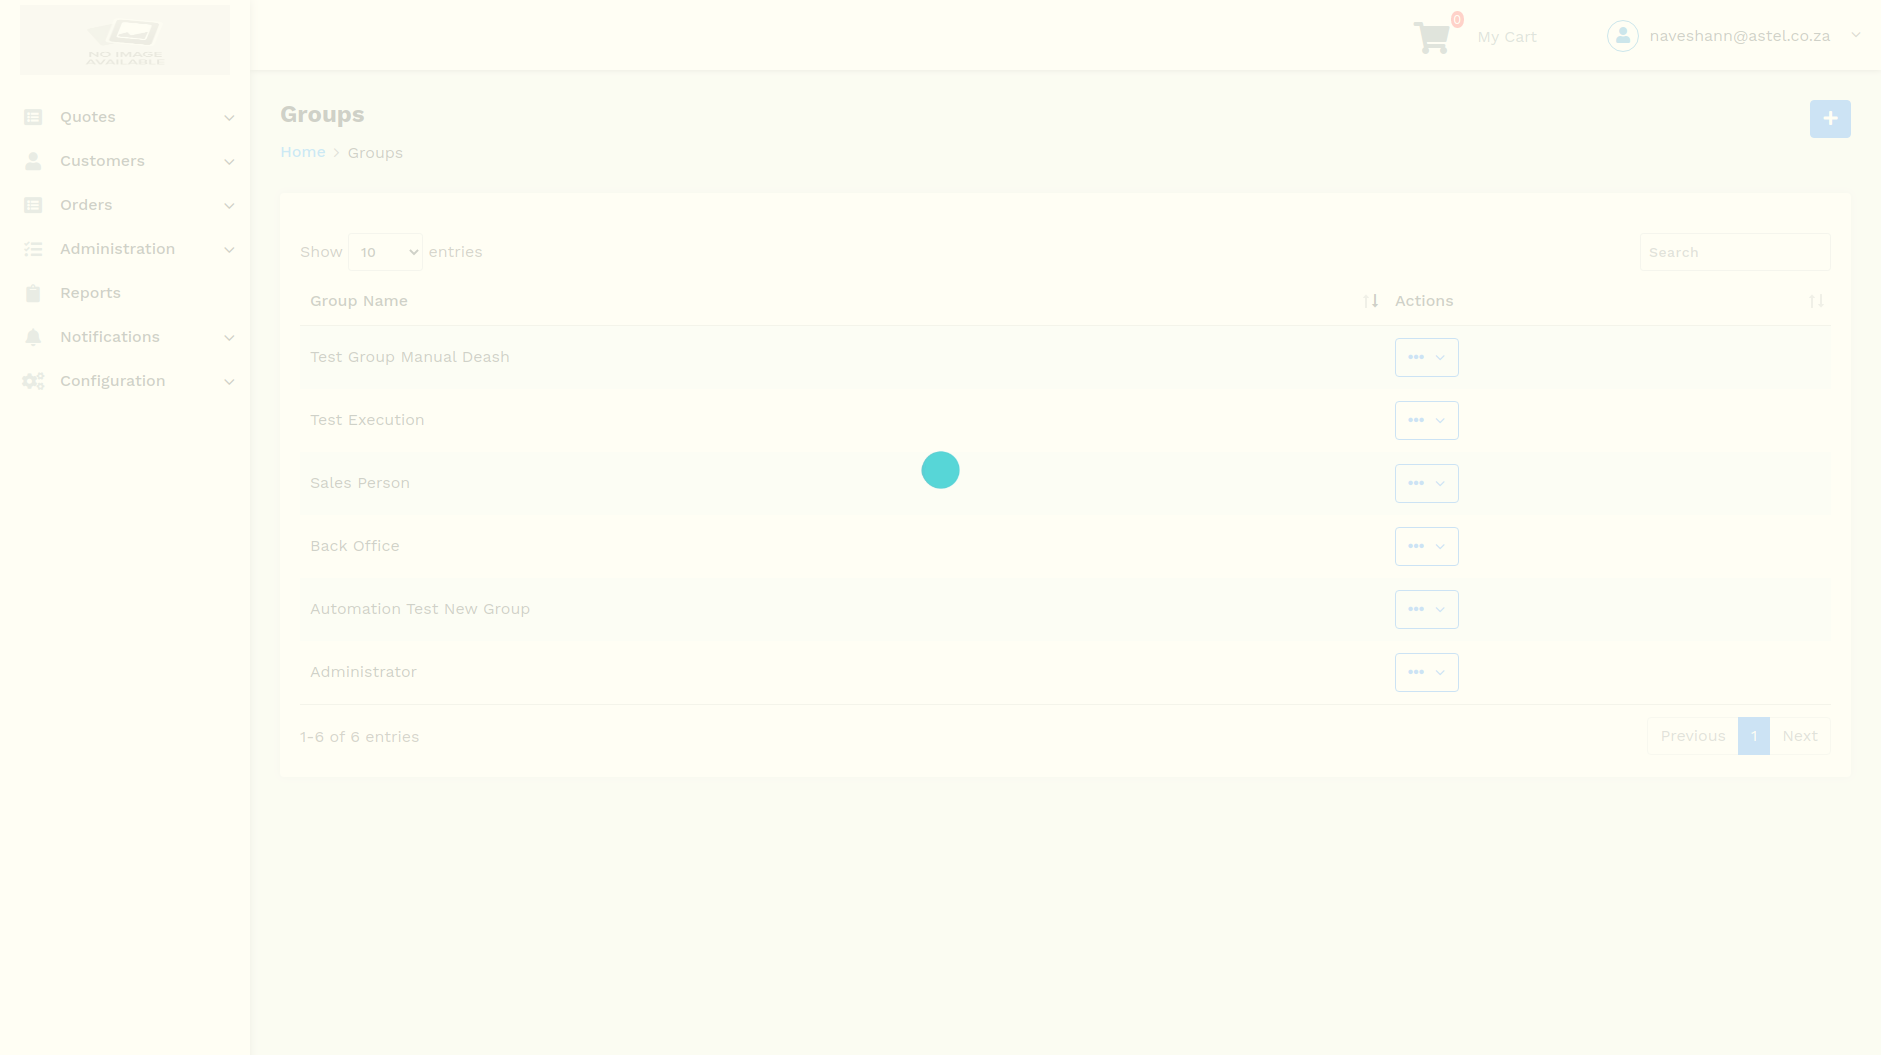 NO IMAGE
AVAILABLE
0
My Cart
naveshann@astel.co.za
Quotes
Customers
Orders
Administration
Reports
Notifications
Configuration
Groups
Home > Groups
Show 10 entries
Search
Group Name
Actions
Test Group Manual Deash
Test Execution
Sales Person
Back Office
Automation Test New Group
Administrator
1-6 of 6 entries
Previous 1 Next